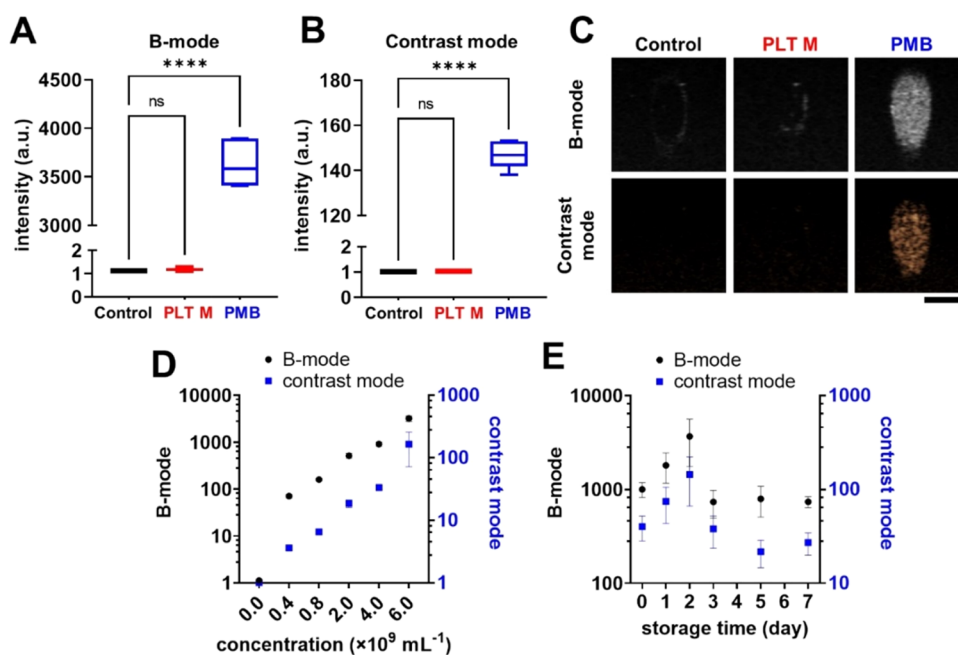 A
B-mode
****
ns
intensity (a.u.)
4500
4000
3500
3000
2
1
0
Control PLT M PMB
B
Contrast mode
****
ns
intensity (a.u.)
180
160
140
120
2
1
0
Control PLT M PMB
C
Control PLT M PMB
B-mode
Contrast
mode
D
B-mode
contrast mode
B-mode
10000
1000
100
10
1
contrast mode
1000
100
10
1
0.0 0.4 0.8 2.0 4.0 6.0
concentration (×10⁹ mL⁻¹)
E
B-mode
contrast mode
B-mode
10000
1000
100
contrast mode
1000
100
10
0 1 2 3 4 5 6 7
storage time (day)